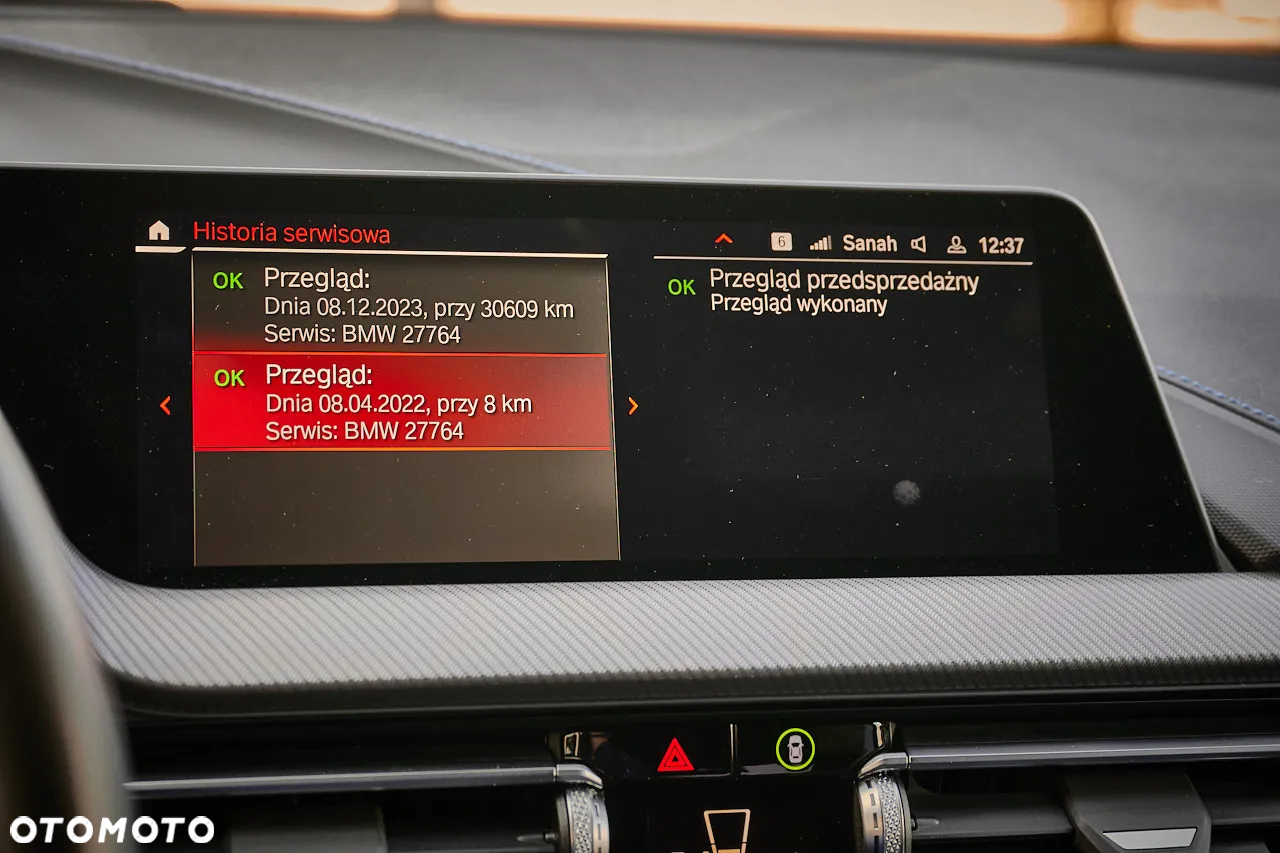 Historia serwisowa
6 Sanah 12:37
OK Przegląd:
Dnia 08.12.2023, przy 30609 km
Serwis: BMW 27764
OK Przegląd:
Dnia 08.04.2022, przy 8 km
Serwis: BMW 27764
OK Przegląd przedsprzedażny
Przegląd wykonany
OTOMOTO